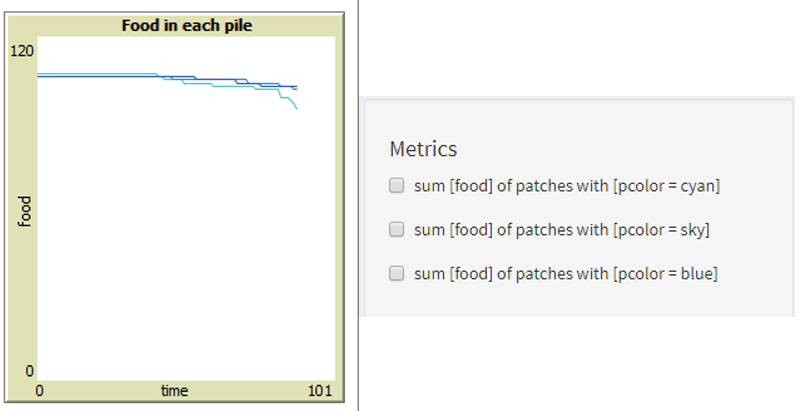 Food in each pile
120
food
0
0 time 101
Metrics
sum [food] of patches with [pcolor = cyan]
sum [food] of patches with [pcolor = sky]
sum [food] of patches with [pcolor = blue]